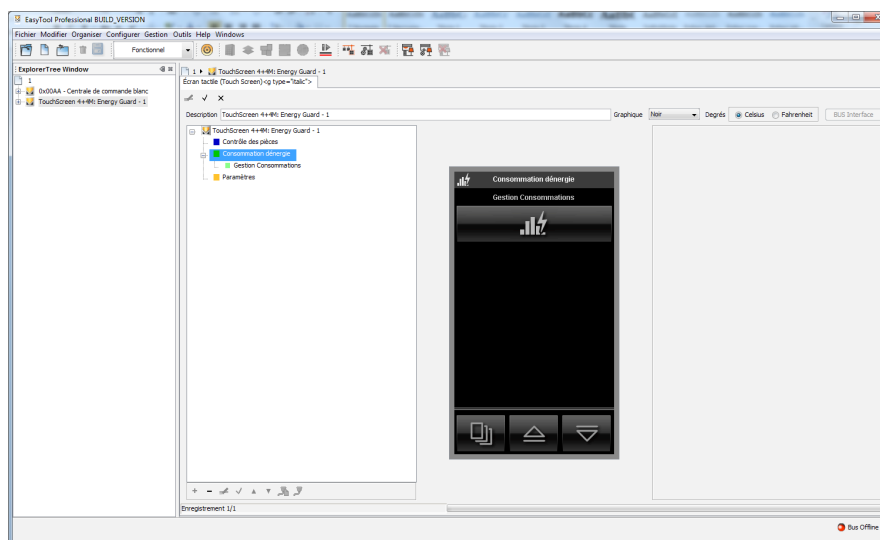 EasyTool Professional BUILD_VERSION
Fichier Modifier Organiser Configurer Gestion Outils Help Windows
Fonctionnel
ExplorerTree Window
1
0x00AA - Centrale de commande blanc
TouchScreen 4+4M: Energy Guard - 1
1 TouchScreen 4+4M: Energy Guard - 1
Écran tactile (Touch Screen)<g type="italic">
Description TouchScreen 4+4M: Energy Guard - 1 Graphique Noir Degrés Celsius Fahrenheit BUS Interface
TouchScreen 4+4M: Energy Guard - 1
Contrôle des pièces
Consommation dénergie
Gestion Consommations
Paramètres
Consommation dénergie
Gestion Consommations
Enregistrement 1/1
Bus Offline